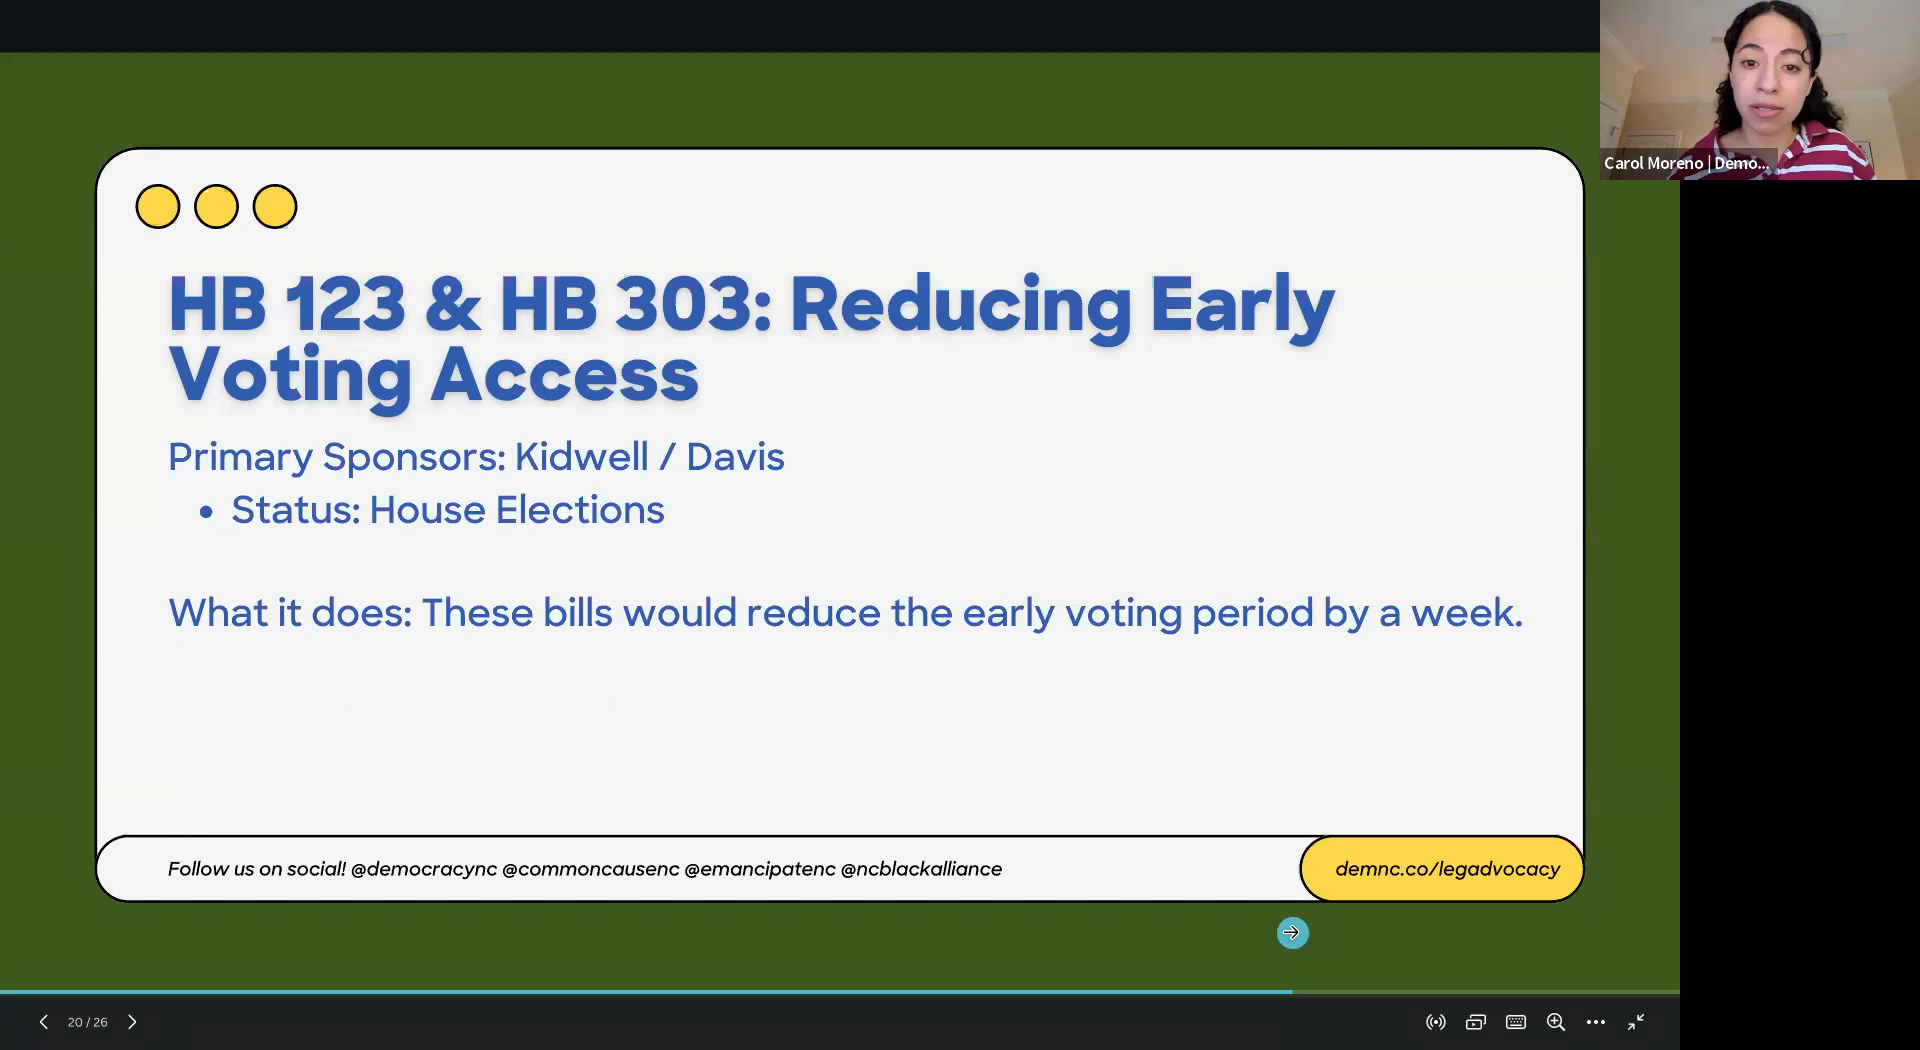 Carol Moreno | Demo...
HB 123 & HB 303: Reducing Early
Voting Access
Primary Sponsors: Kidwell / Davis
• Status: House Elections
What it does: These bills would reduce the early voting period by a week.
Follow us on social! @democracync @commoncausenc @emancipatenc @ncblackalliance
demnc.co/legadvocacy
20 / 26